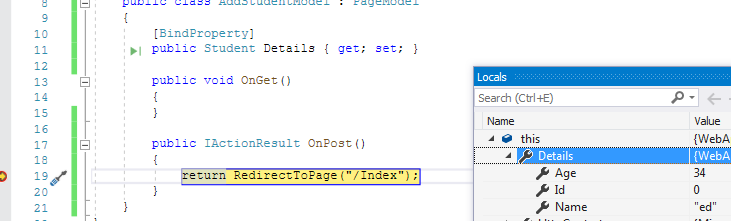 8 public class AddStudentModel : PageModel
9 {
10 [BindProperty]
11 public Student Details { get; set; }
12
13 public void OnGet()
14 {
15 }
16
17 public IActionResult OnPost()
18 {
19 return RedirectToPage("/Index");
20 }
21 }
Locals
Search (Ctrl+E)
Name Value
this {WebA
Details {WebA
Age 34
Id 0
Name "ed"